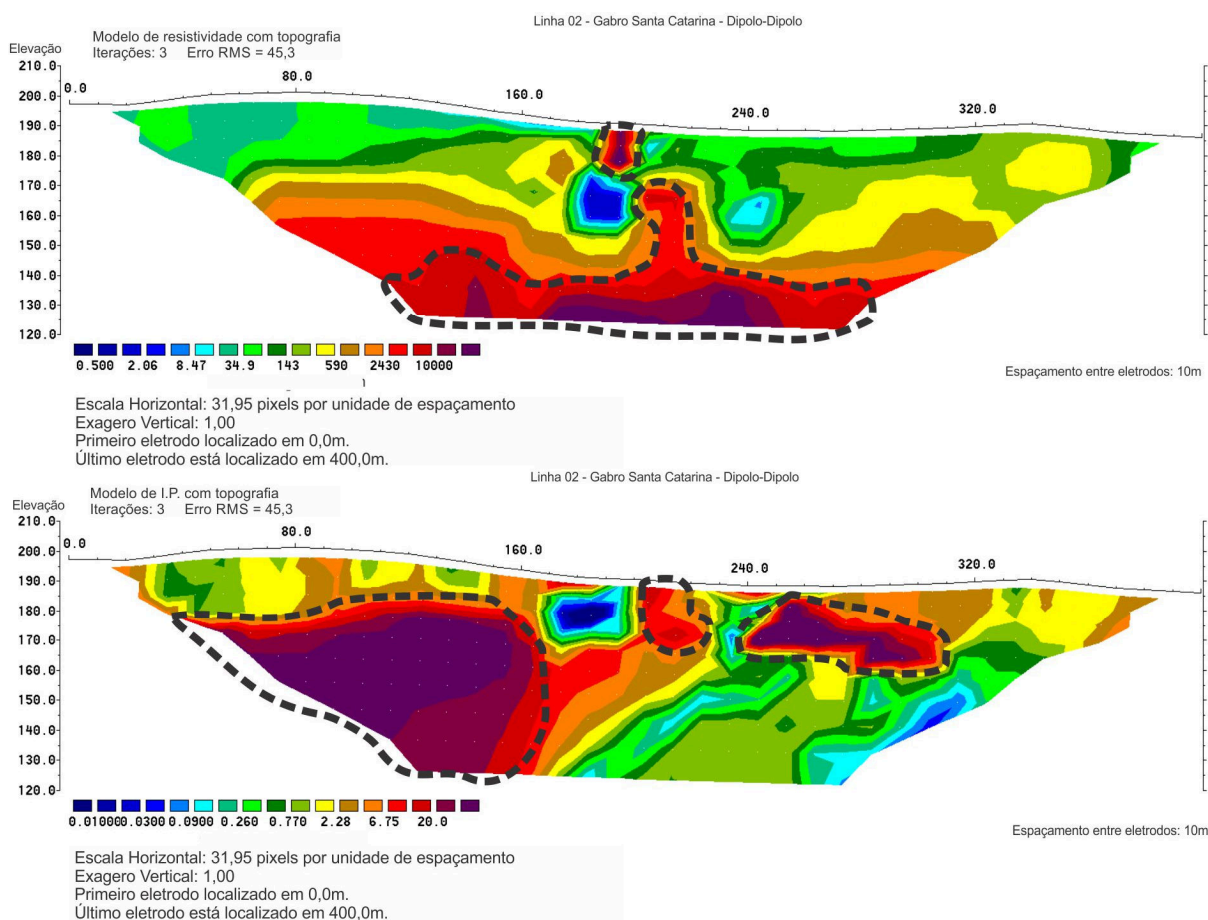 Linha 02 - Gabro Santa Catarina - Dipolo-Dipolo
Modelo de resistividade com topografia
Iterações: 3 Erro RMS = 45,3
Elevação
210.0
200.0
190.0
180.0
170.0
160.0
150.0
140.0
130.0
120.0
0.0
80.0
160.0
240.0
320.0
0.500 2.06 8.47 34.9 143 590 2430 10000
Espaçamento entre eletrodos: 10m
Escala Horizontal: 31,95 pixels por unidade de espaçamento
Exagero Vertical: 1,00
Primeiro eletrodo localizado em 0,0m.
Último eletrodo está localizado em 400,0m.
Linha 02 - Gabro Santa Catarina - Dipolo-Dipolo
Modelo de I.P. com topografia
Iterações: 3 Erro RMS = 45,3
Elevação
210.0
200.0
190.0
180.0
170.0
160.0
150.0
140.0
130.0
120.0
0.0
80.0
160.0
240.0
320.0
0.01000 0.0300 0.0900 0.260 0.770 2.28 6.75 20.0
Espaçamento entre eletrodos: 10m
Escala Horizontal: 31,95 pixels por unidade de espaçamento
Exagero Vertical: 1,00
Primeiro eletrodo localizado em 0,0m.
Último eletrodo está localizado em 400,0m.